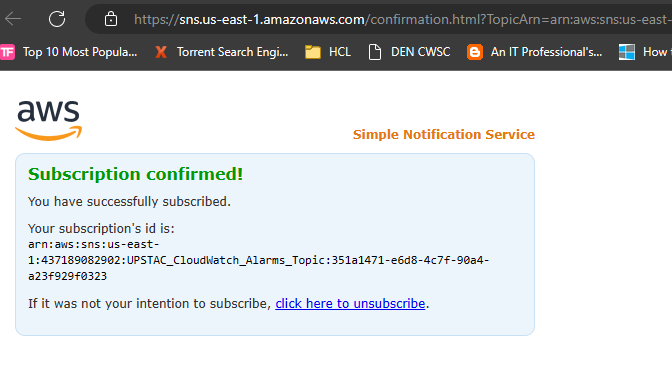 https://sns.us-east-1.amazonaws.com/confirmation.html?TopicArn=arn:aws:sns:us-east-
TF Top 10 Most Popula... X Torrent Search Engi... HCL DEN CWSC An IT Professional's... How t
aws
Simple Notification Service
Subscription confirmed!
You have successfully subscribed.
Your subscription's id is:
arn:aws:sns:us-east-
1:437189082902:UPSTAC_CloudWatch_Alarms_Topic:351a1471-e6d8-4c7f-90a4-
a23f929f0323
If it was not your intention to subscribe, click here to unsubscribe.